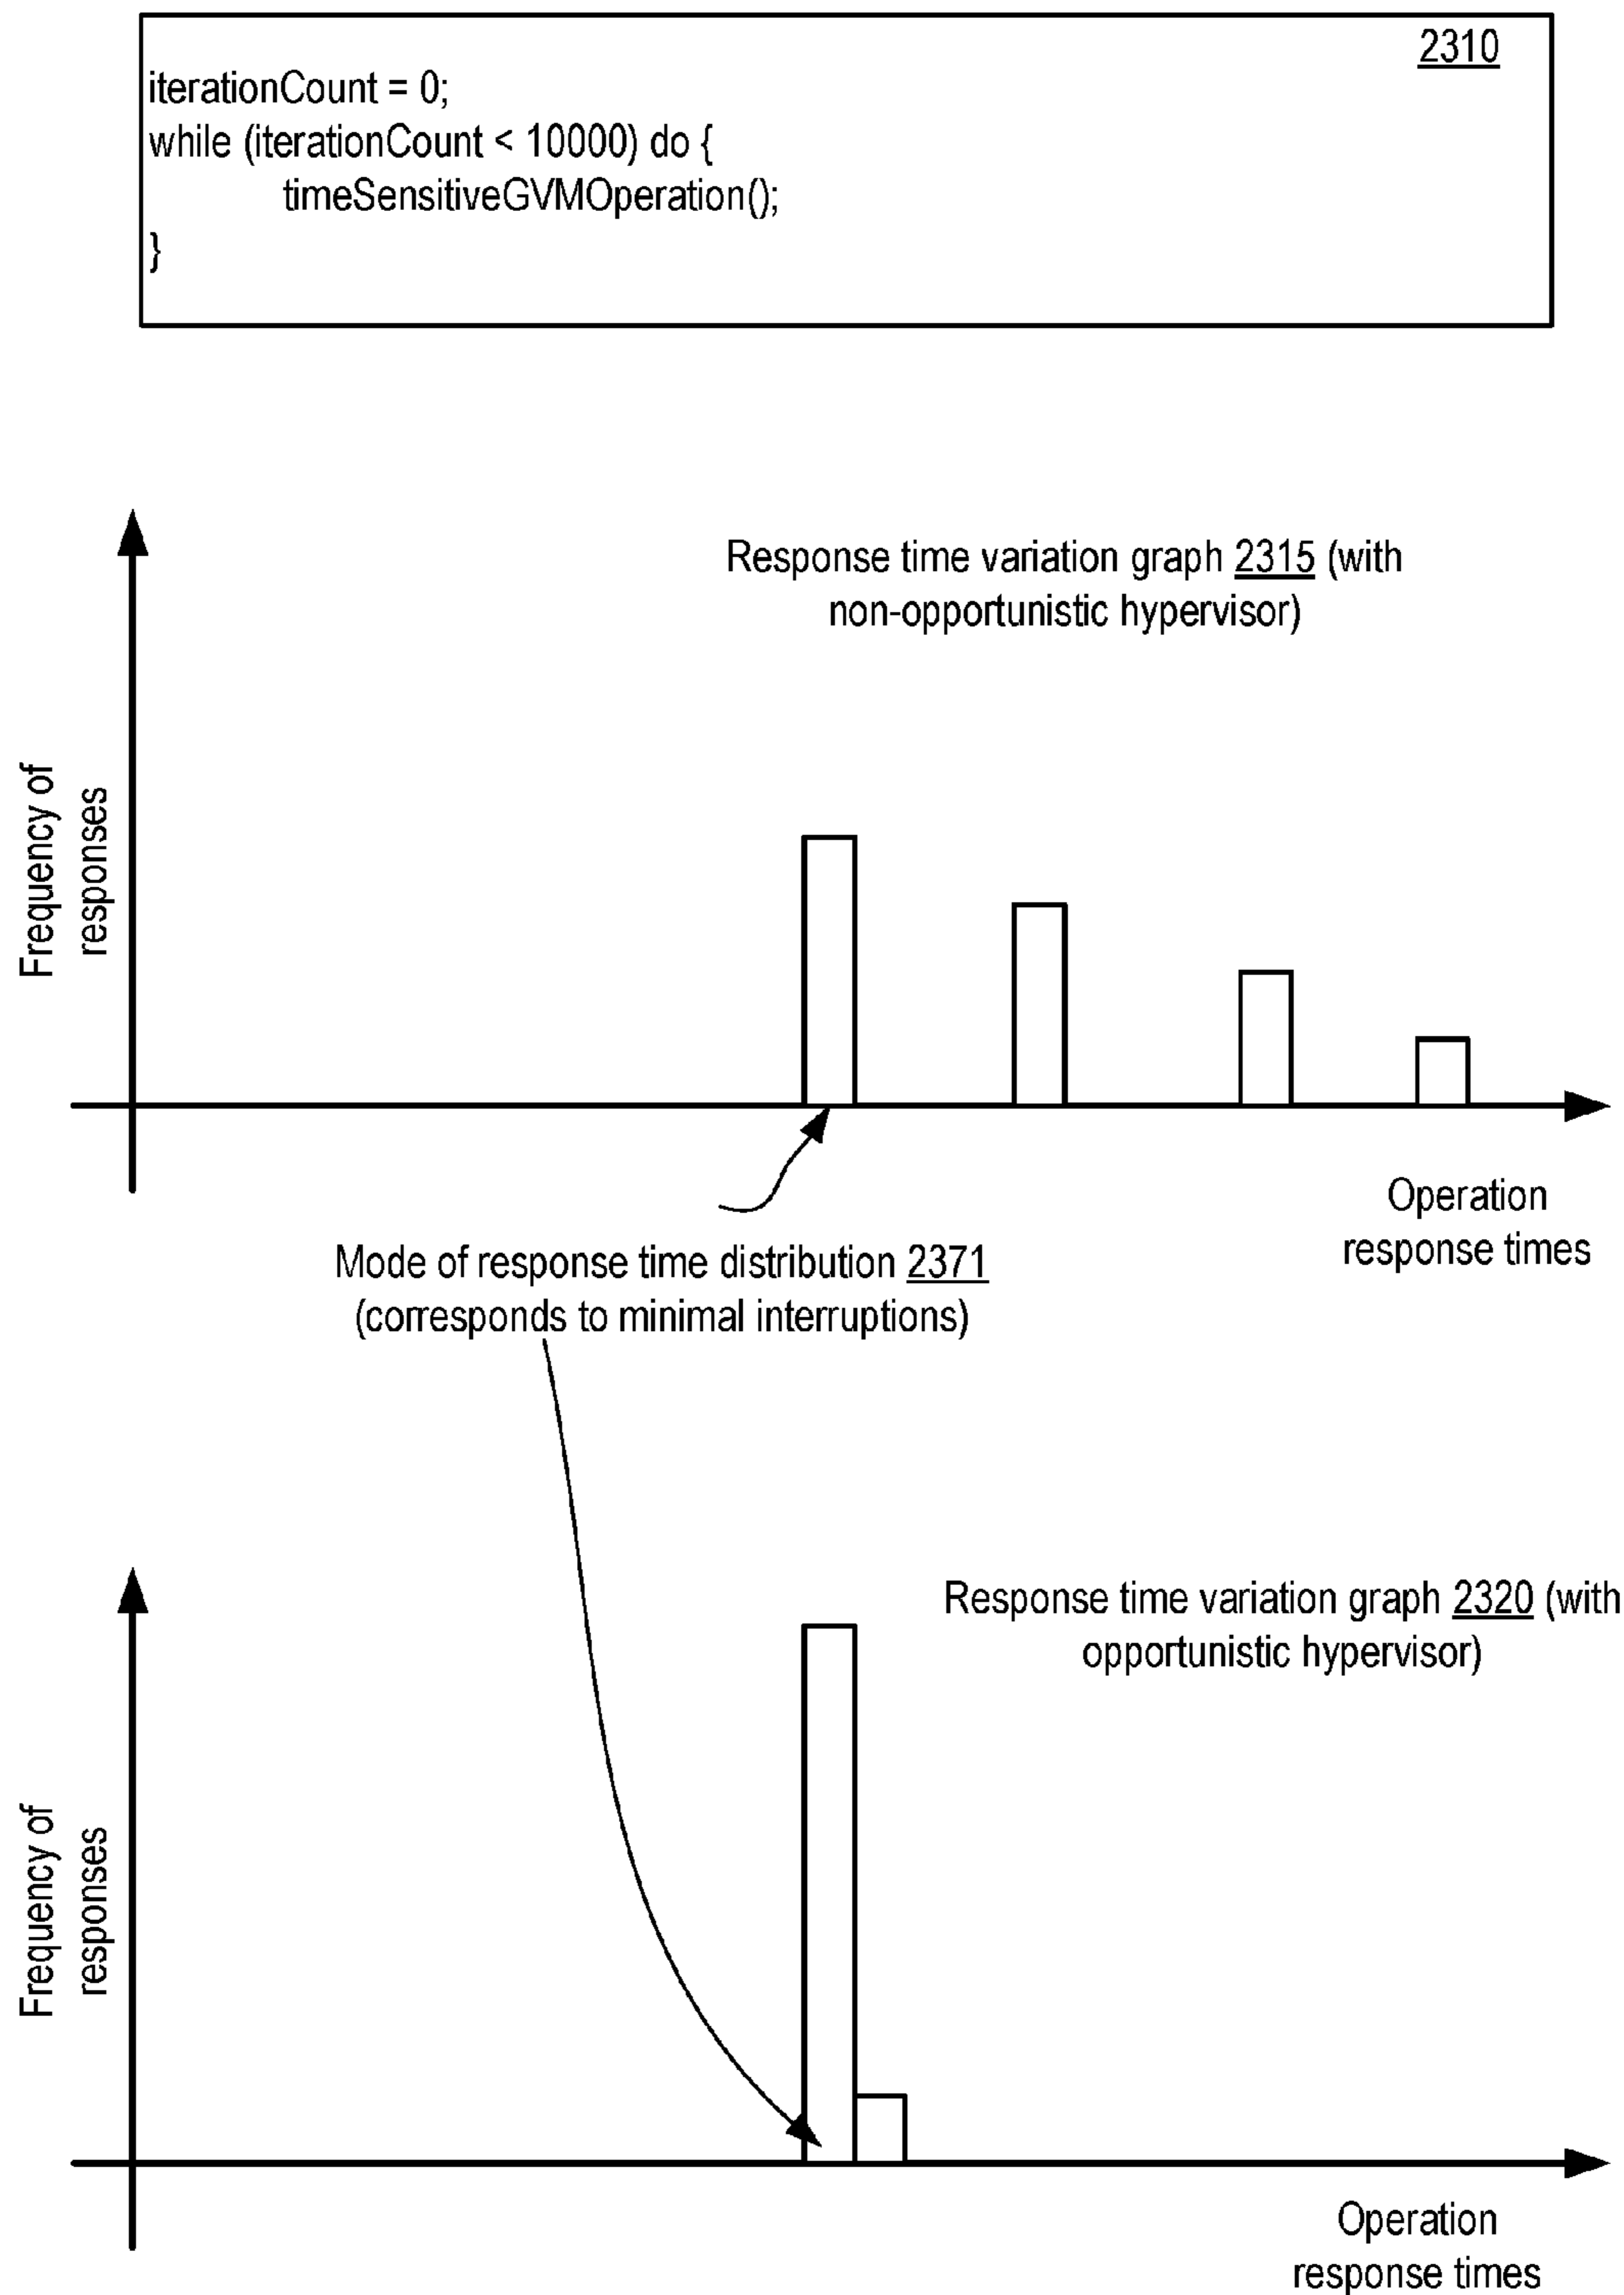 2310
iterationCount = 0;
while (iterationCount < 10000) do {
timeSensitiveGVMOperation();
}
Response time variation graph 2315 (with
non-opportunistic hypervisor)
Frequency of
responses
Operation
response times
Mode of response time distribution 2371
(corresponds to minimal interruptions)
Response time variation graph 2320 (with
opportunistic hypervisor)
Frequency of
responses
Operation
response times